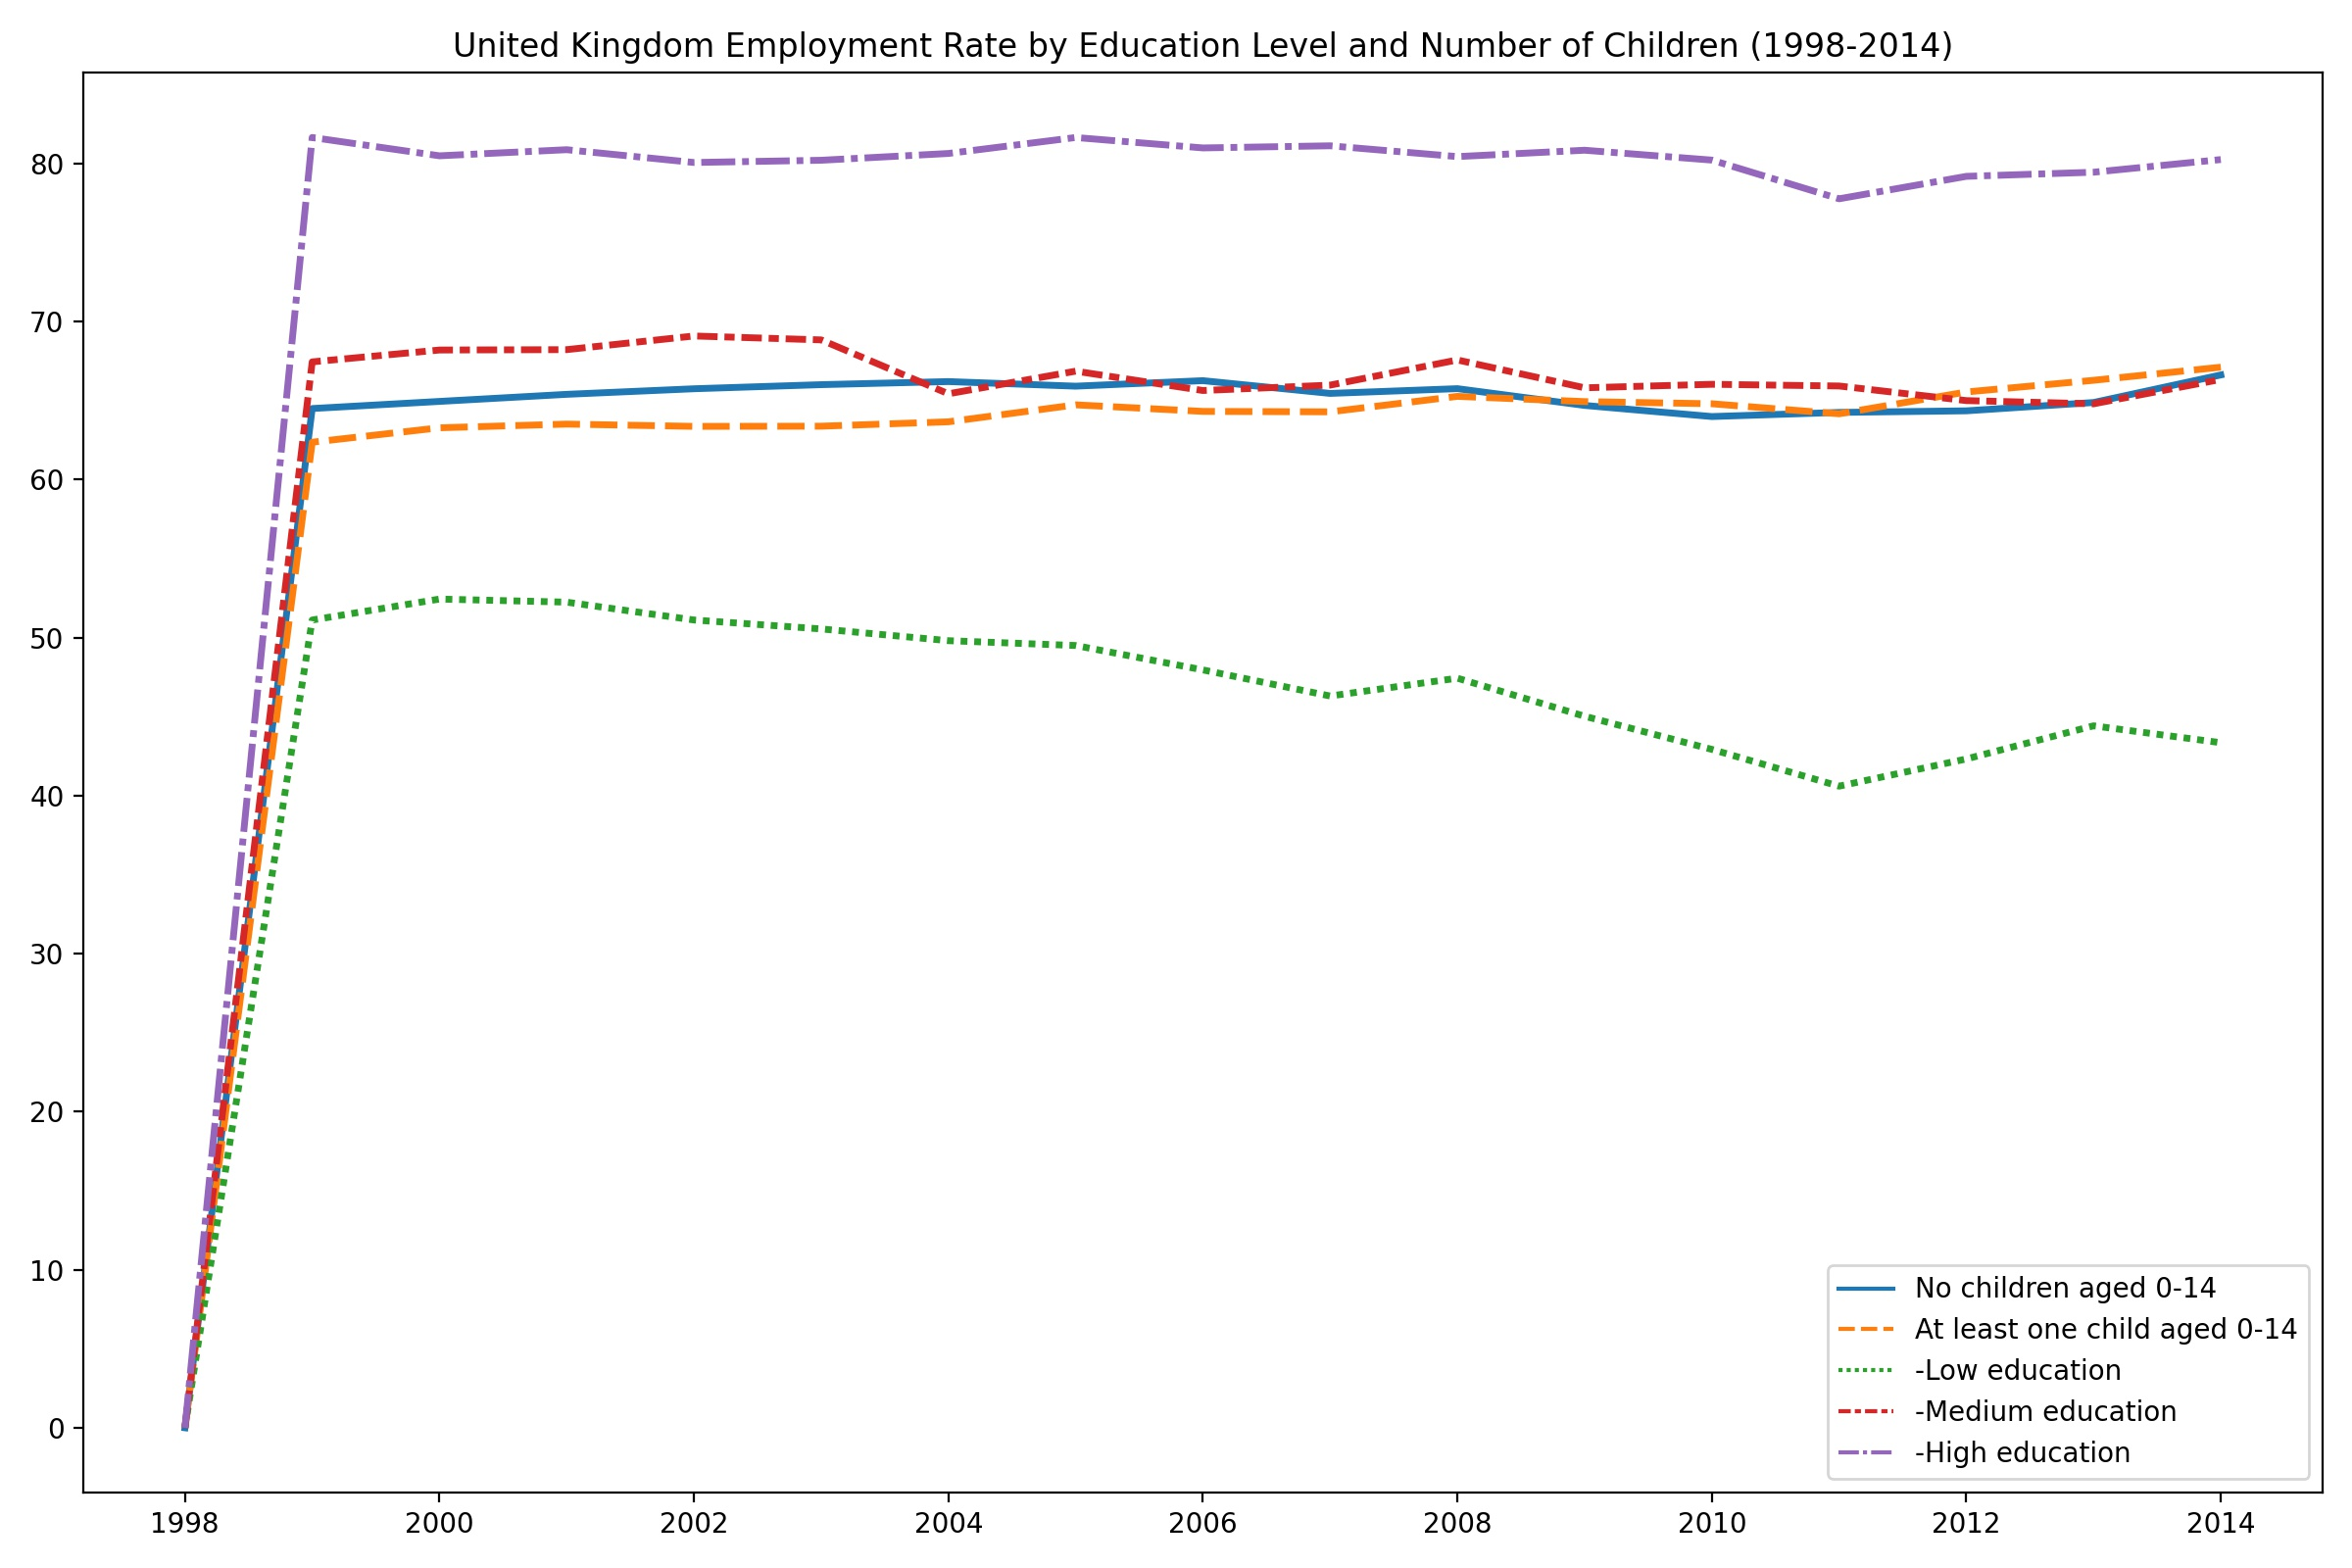 United Kingdom Employment Rate by Education Level and Number of Children (1998-2014)
80
70
60
50
40
30
20
10
0
No children aged 0-14
At least one child aged 0-14
-Low education
-Medium education
-High education
1998 2000 2002 2004 2006 2008 2010 2012 2014